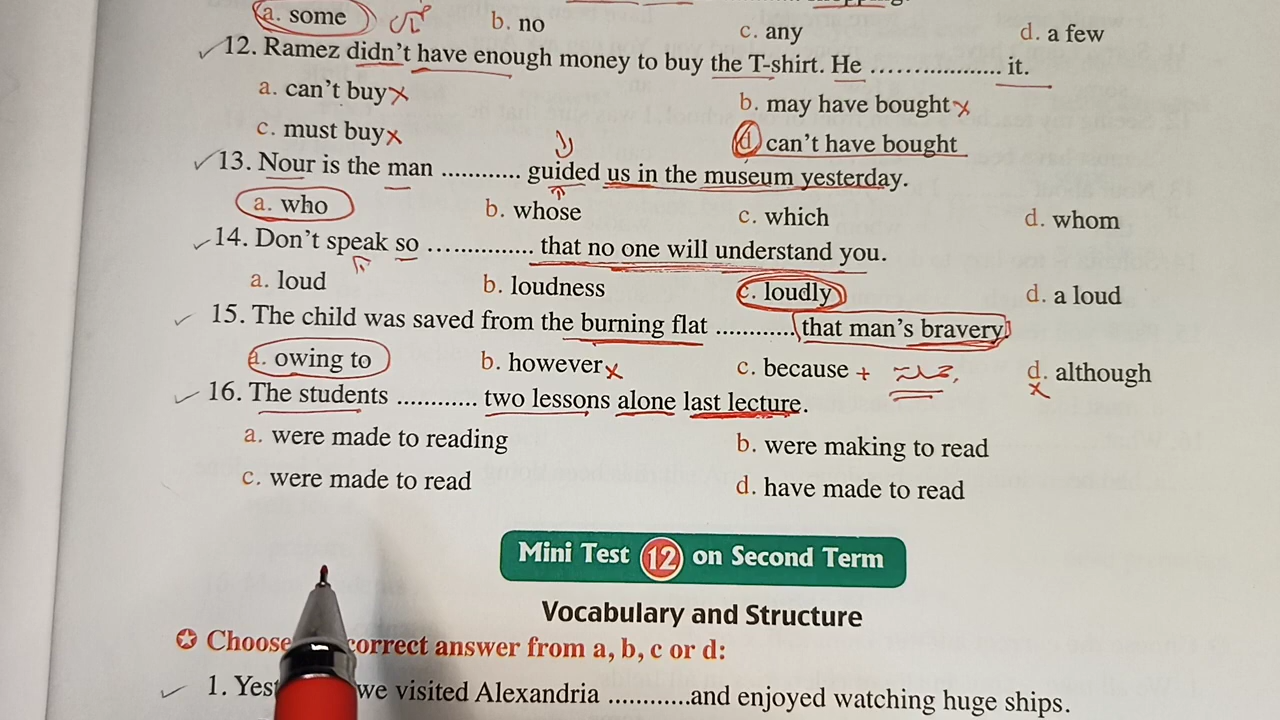 a. some b. no c. any d. a few
12. Ramez didn't have enough money to buy the T-shirt. He .................... it.
a. can't buy x b. may have bought x
c. must buy x d can't have bought
13. Nour is the man ............ guided us in the museum yesterday.
a. who b. whose c. which d. whom
14. Don't speak so ............... that no one will understand you.
a. loud b. loudness c. loudly d. a loud
15. The child was saved from the burning flat ............ that man's bravery.
a. owing to b. however x c. because + جملة. d. although x
16. The students ............ two lessons alone last lecture.
a. were made to reading b. were making to read
c. were made to read d. have made to read
Mini Test 12 on Second Term
Vocabulary and Structure
Choose correct answer from a, b, c or d:
1. we visited Alexandria ............and enjoyed watching huge ships.